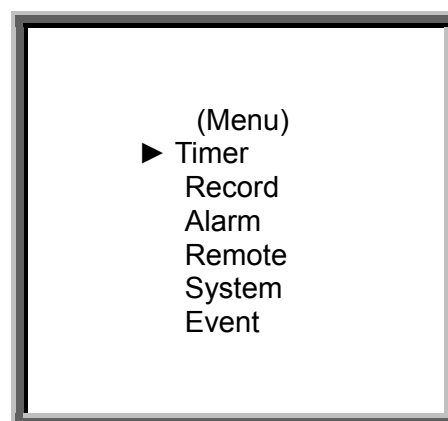 (Menu)
► Timer
Record
Alarm
Remote
System
Event